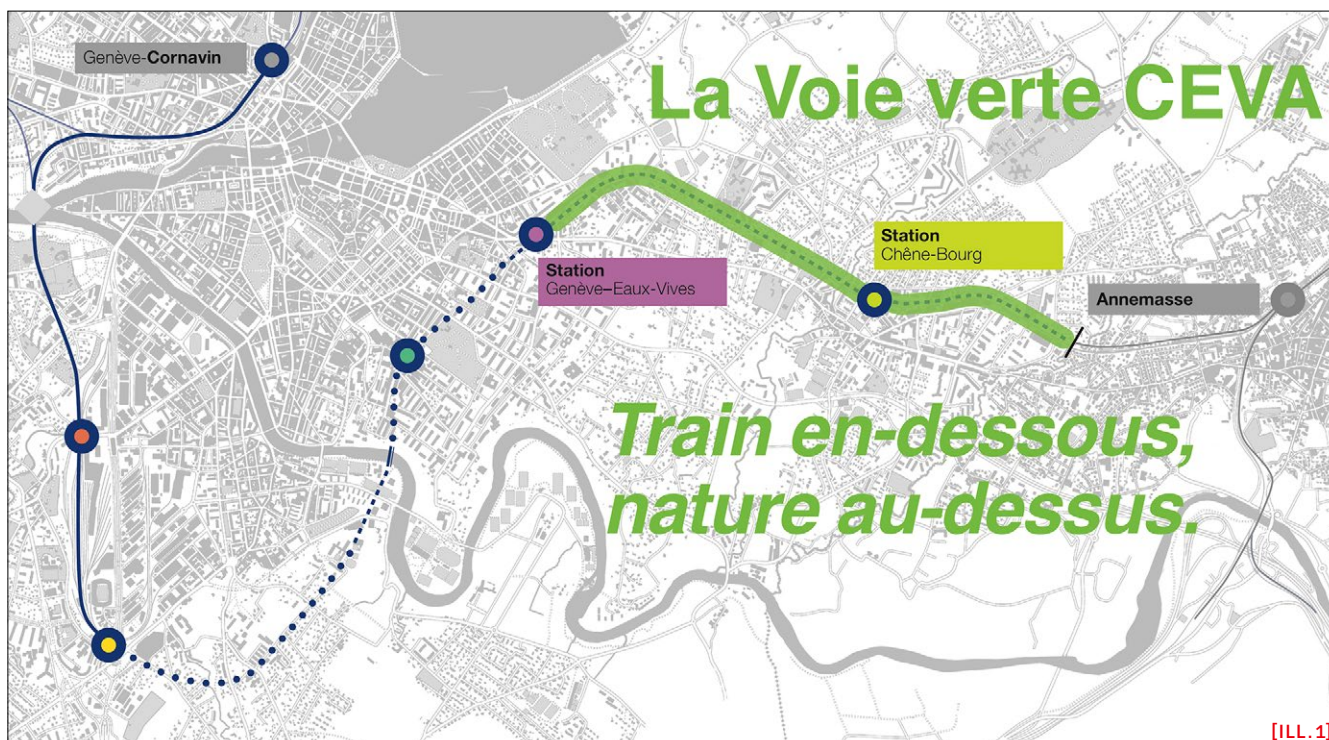 Genève-Cornavin
La Voie verte CEVA
Station
Chêne-Bourg
Station
Genève–Eaux-Vives
Annemasse
Train en-dessous,
nature au-dessus.
[ILL.1]